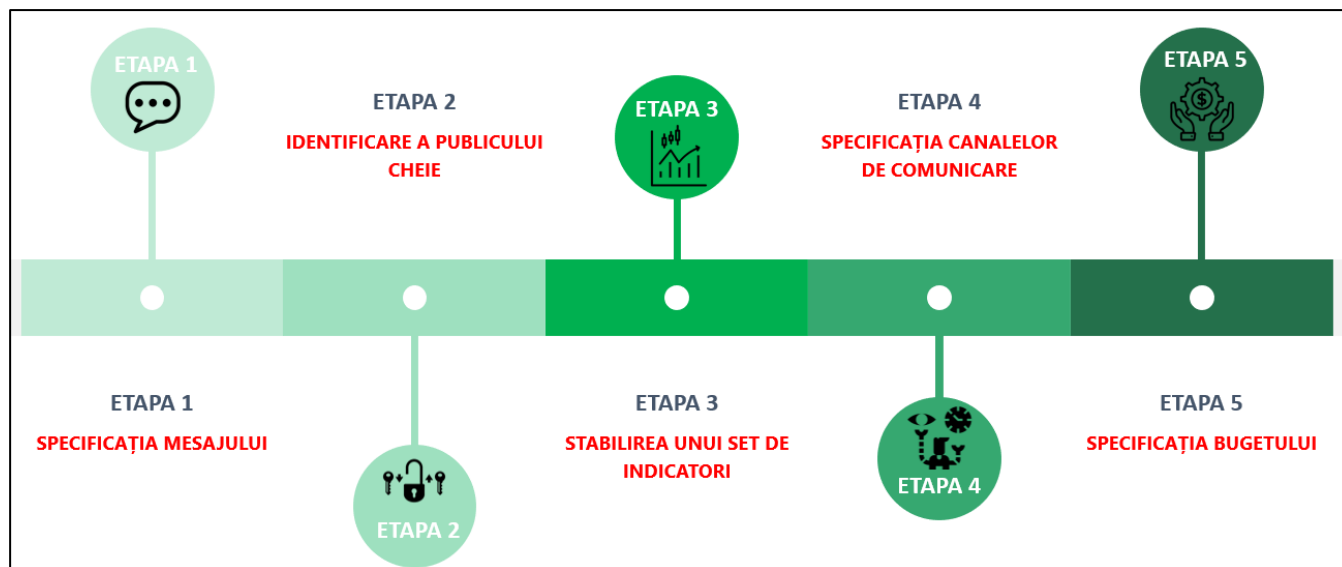 ETAPA 1
ETAPA 2
IDENTIFICARE A PUBLICULUI
CHEIE
ETAPA 3
ETAPA 4
SPECIFICAȚIA CANALELOR
DE COMUNICARE
ETAPA 5
$
ETAPA 1
SPECIFICAȚIA MESAJULUI
ETAPA 2
ETAPA 3
STABILIREA UNUI SET DE
INDICATORI
ETAPA 4
ETAPA 5
SPECIFICAȚIA BUGETULUI